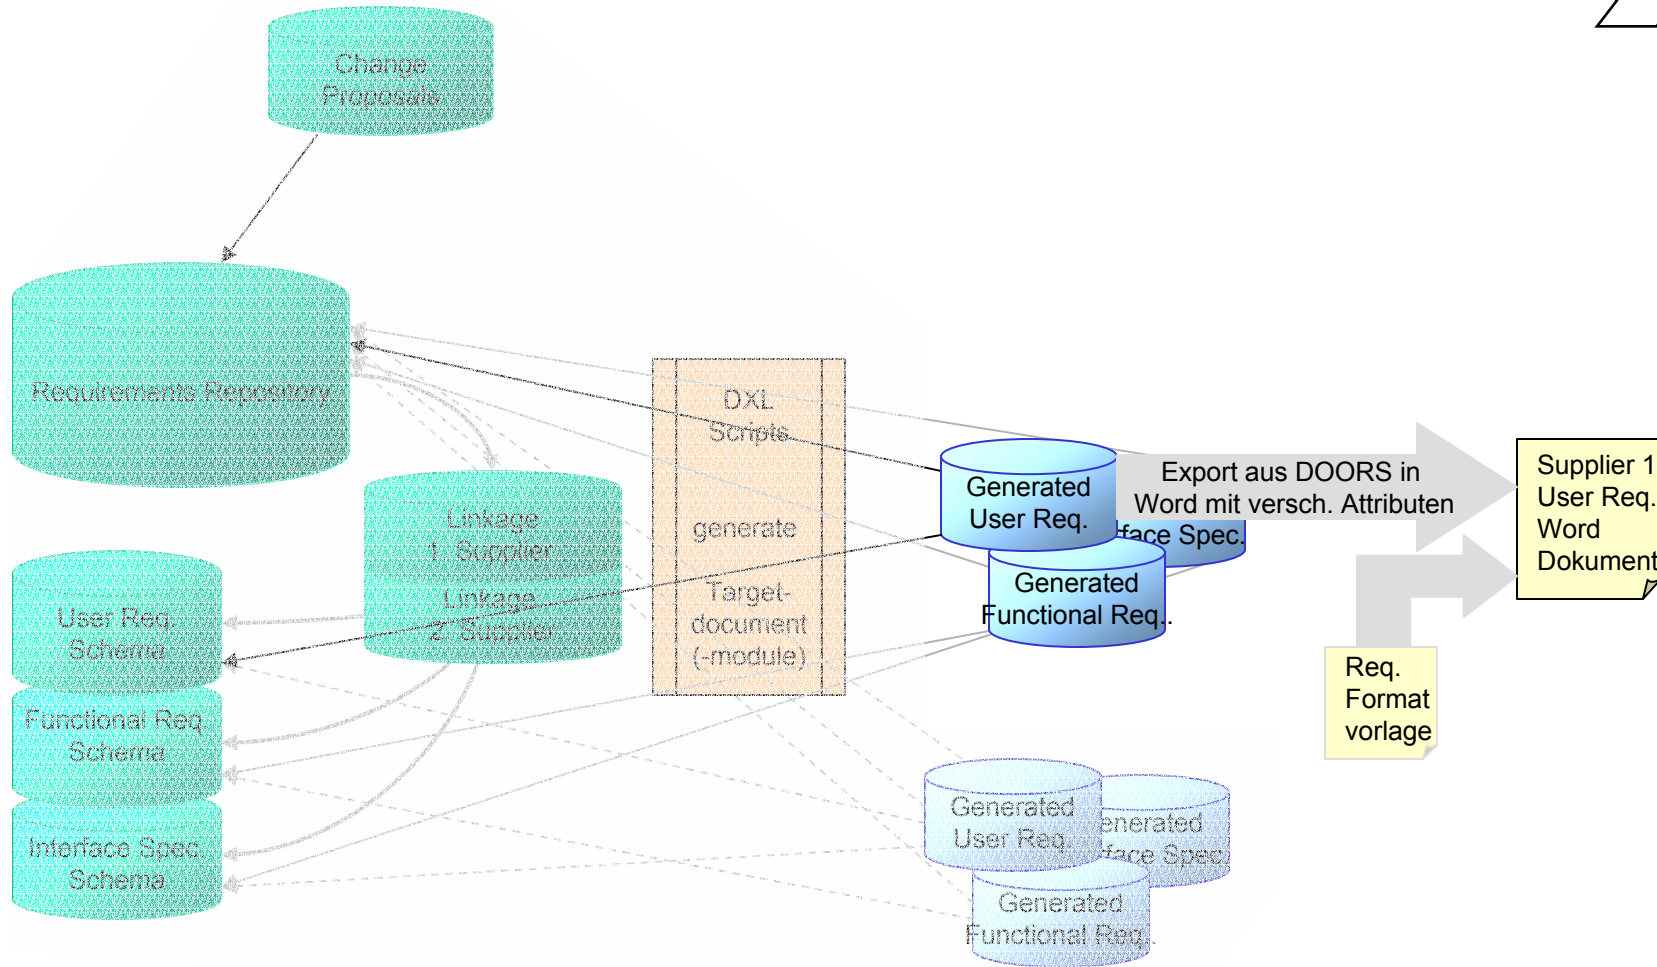 Change
Proposals
Requirements Repository
Linkage
1. Supplier
Linkage
2. Supplier
User Req.
Schema
Functional Req.
Schema
Interface Spec.
Schema
DXL
Scripts
generate
Target-
document
(-module)
Generated
User Req.
face Spec.
Generated
Functional Req..
Export aus DOORS in
Word mit versch. Attributen
Supplier 1
User Req.
Word
Dokument
Req.
Format
vorlage
Generated
User Req.
enerated
face Spec.
Generated
Functional Req..